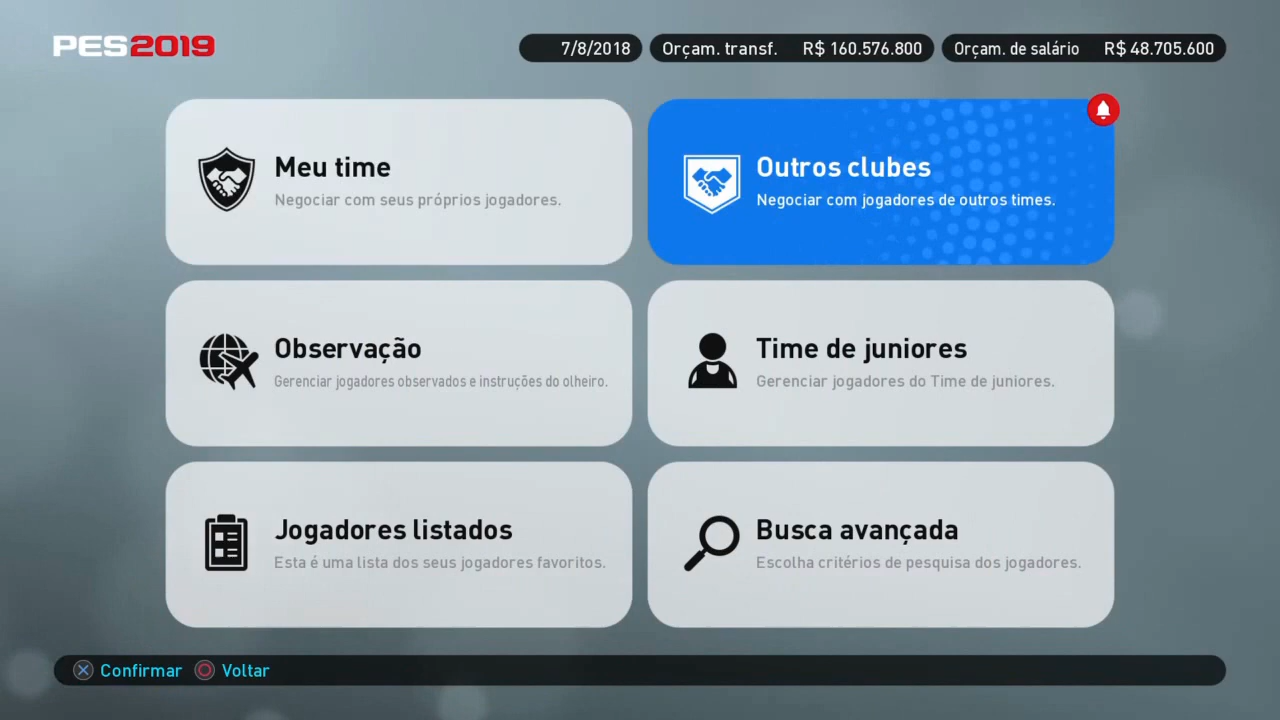 PES2019
7/8/2018 Orçam. transf. R$ 160.576.800 Orçam. de salário R$ 48.705.600
Meu time
Negociar com seus próprios jogadores.
Outros clubes
Negociar com jogadores de outros times.
Observação
Gerenciar jogadores observados e instruções do olheiro.
Time de juniores
Gerenciar jogadores do Time de juniores.
Jogadores listados
Esta é uma lista dos seus jogadores favoritos.
Busca avançada
Escolha critérios de pesquisa dos jogadores.
Confirmar Voltar